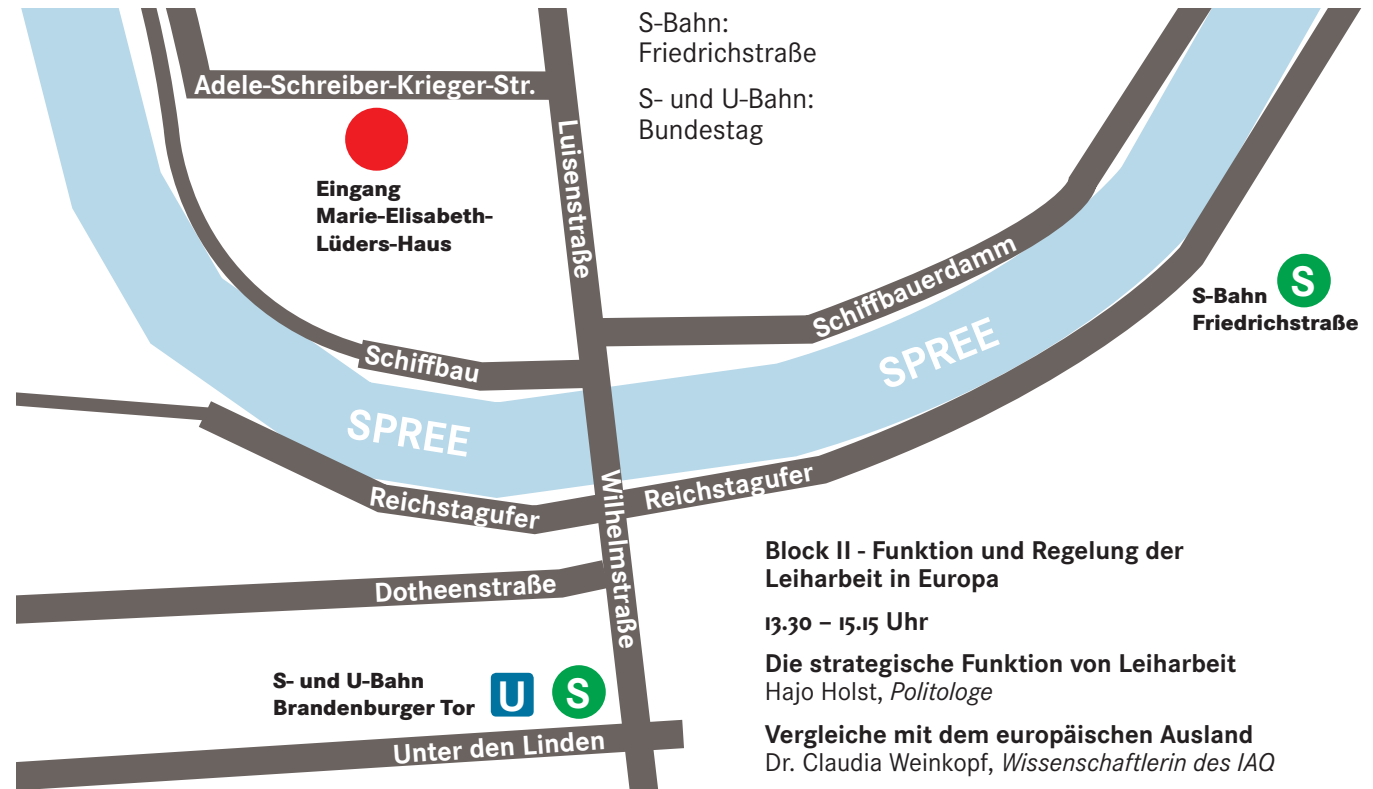 S-Bahn:
Friedrichstraße
S- und U-Bahn:
Bundestag
Adele-Schreiber-Krieger-Str.
Luisenstraße
Eingang
Marie-Elisabeth-
Lüders-Haus
Schiffbauerdamm
S
S-Bahn
Friedrichstraße
SPREE
Schiffbau
SPREE
Wilhelmstraße
Reichstagufer
Reichstagufer
Dotheenstraße
S- und U-Bahn
Brandenburger Tor
U
S
Unter den Linden
Block II - Funktion und Regelung der
Leiharbeit in Europa
13.30 – 15.15 Uhr
Die strategische Funktion von Leiharbeit
Hajo Holst, Politologe
Vergleiche mit dem europäischen Ausland
Dr. Claudia Weinkopf, Wissenschaftlerin des IAQ